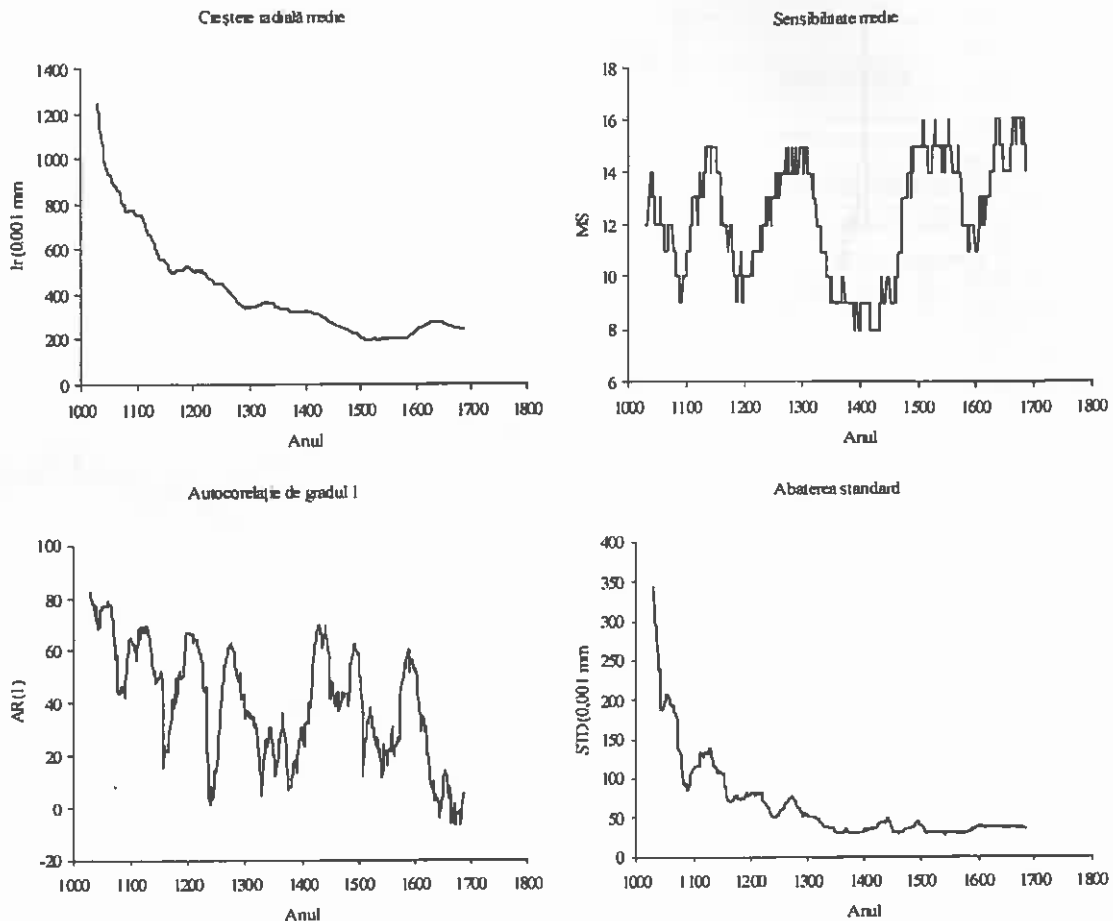 Creştere radială medie
Sensibilitate medie
1400
1200
1000
800
600
400
200
0
Ir (0.001 mm
1000 1100 1200 1300 1400 1500 1600 1700 1800
Anul
18
16
14
12
10
8
6
MS
1000 1100 1200 1300 1400 1500 1600 1700 1800
Anul
Autocorelaţie de gradul 1
Abaterea standard
100
80
60
40
20
0
-20
AR(1)
1000 1100 1200 1300 1400 1500 1600 1700 1800
Anul
400
350
300
250
200
150
100
50
0
STD (0,001 mm
1000 1100 1200 1300 1400 1500 1600 1700 1800
Anul